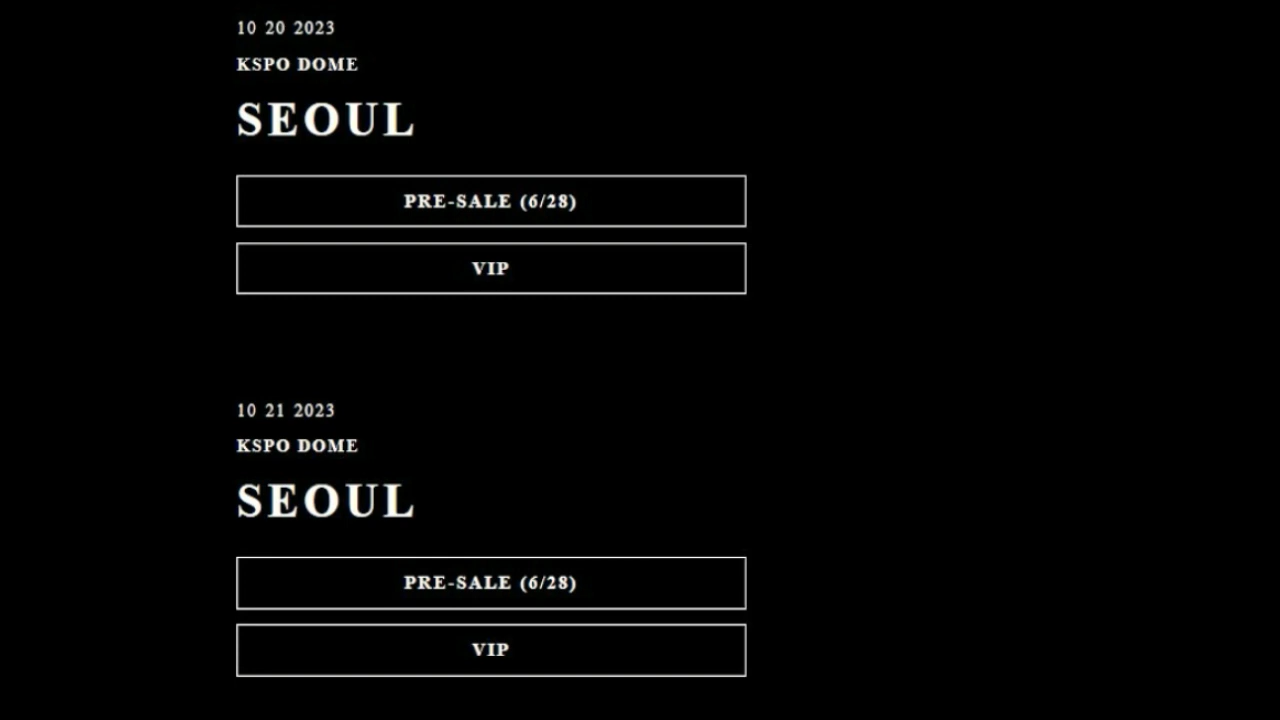 10 20 2023
KSPO DOME
SEOUL
PRE-SALE (6/28)
VIP
10 21 2023
KSPO DOME
SEOUL
PRE-SALE (6/28)
VIP